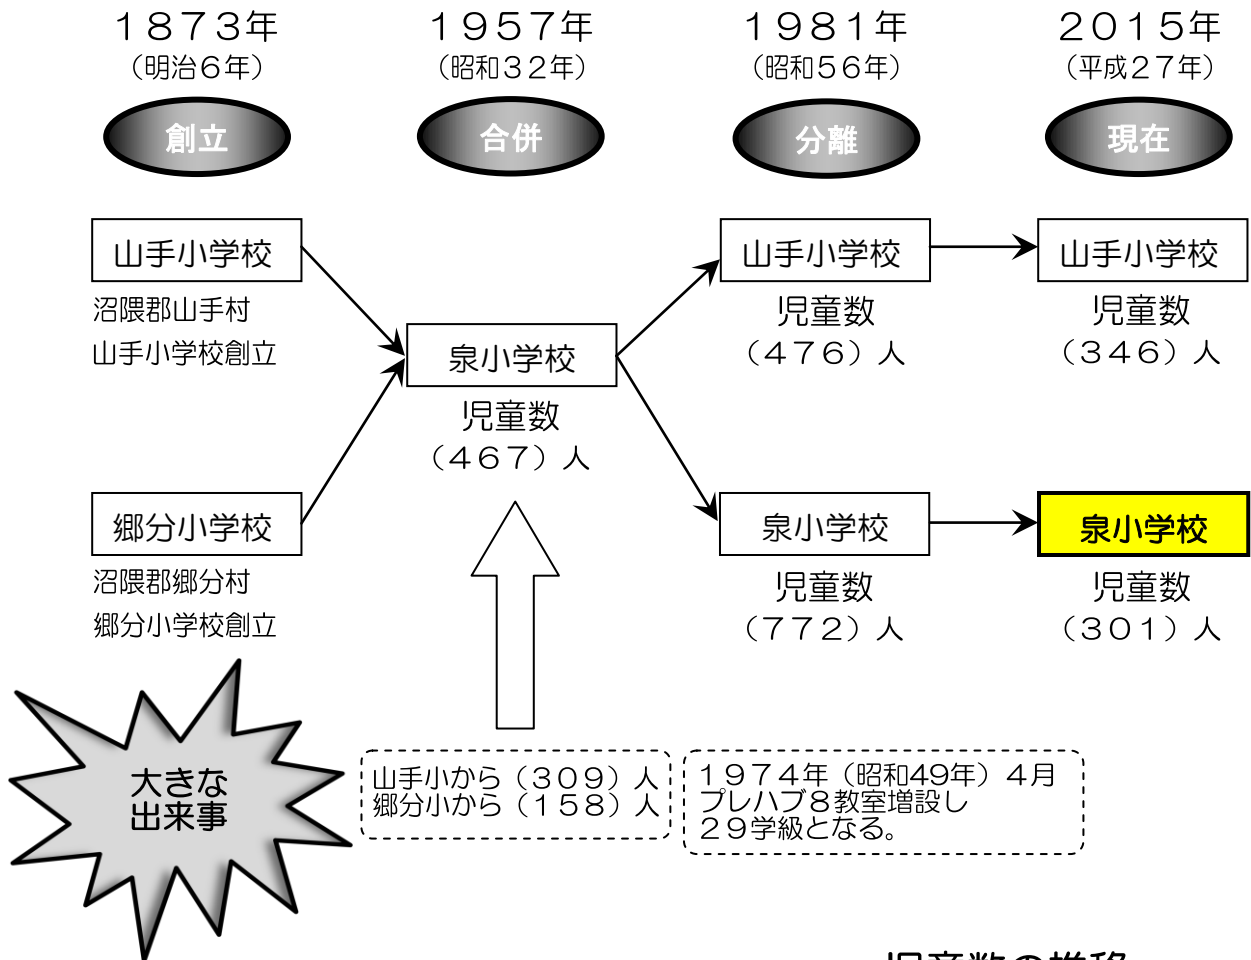 １８７３年
（明治６年）
創立
１９５７年
（昭和３２年）
合併
１９８１年
（昭和５６年）
分離
２０１５年
（平成２７年）
現在
山手小学校
沼隈郡山手村
山手小学校創立
郷分小学校
沼隈郡郷分村
郷分小学校創立
泉小学校
児童数
（４６７）人
山手小学校
児童数
（４７６）人
泉小学校
児童数
（７７２）人
山手小学校
児童数
（３４６）人
泉小学校
児童数
（３０１）人
大きな
出来事
山手小から（３０９）人
郷分小から（１５８）人
１９７４年（昭和49年）４月
プレハブ８教室増設し
２９学級となる。
児童数の推移